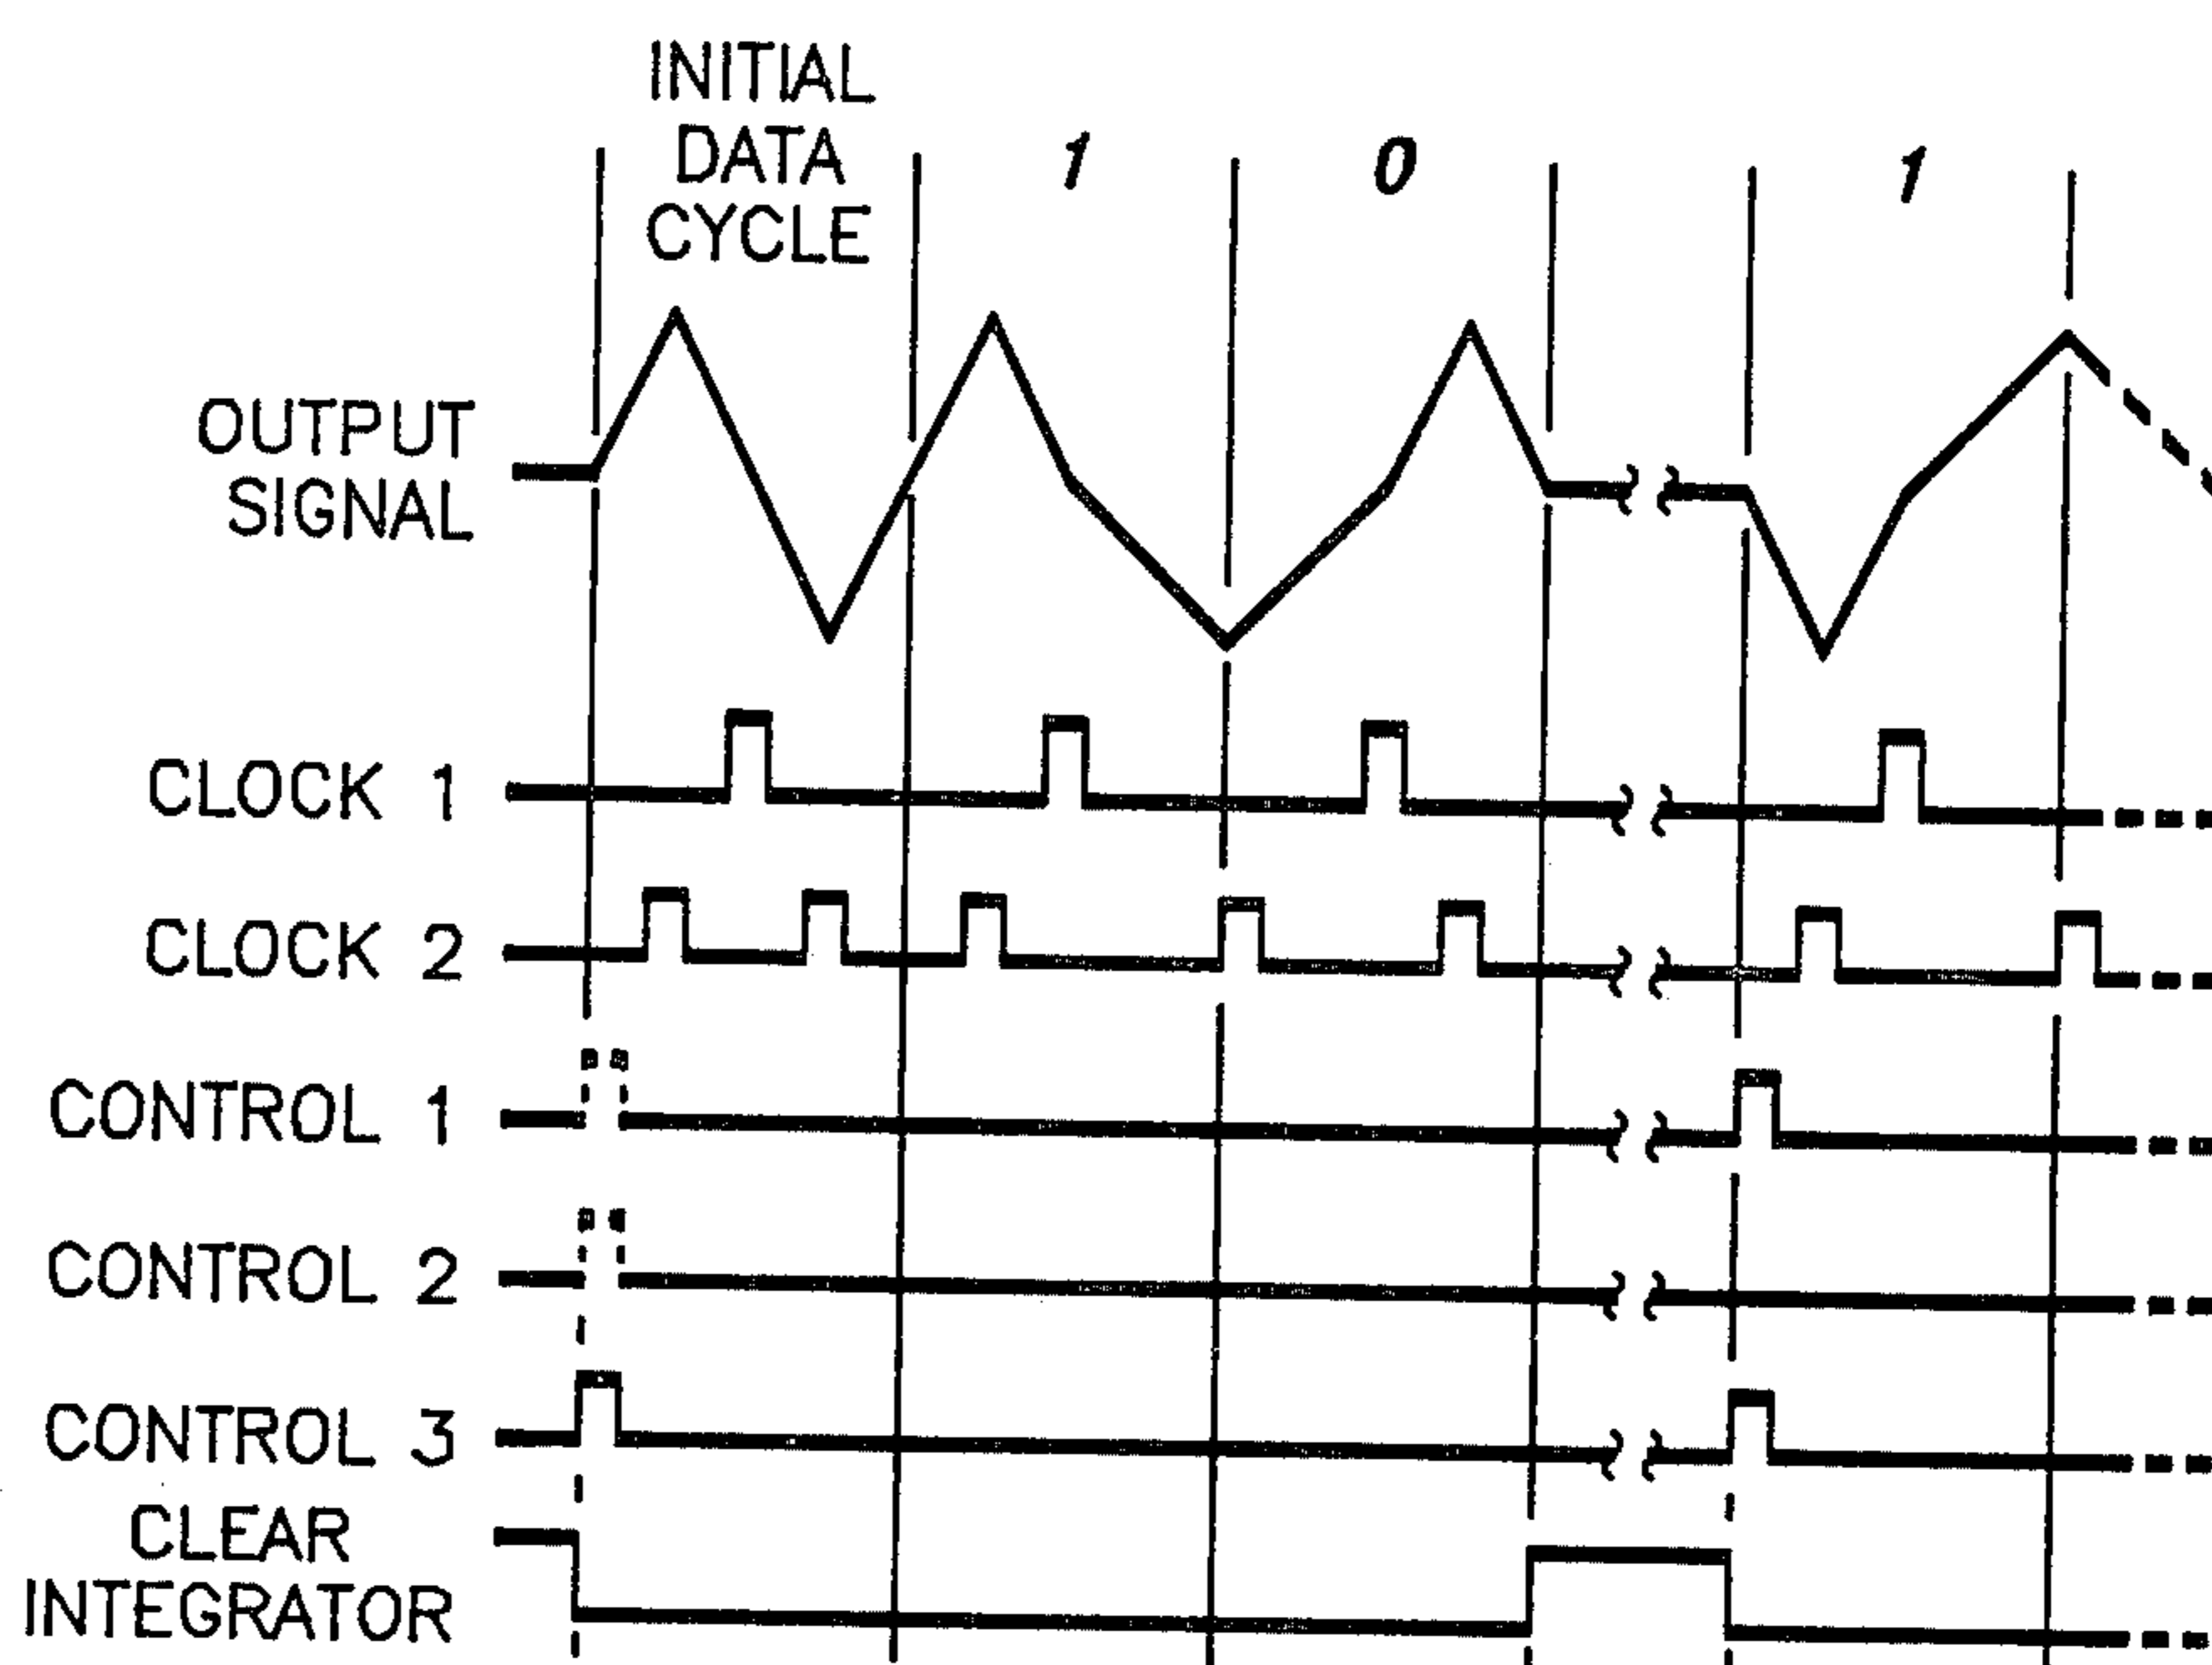 INITIAL
DATA
CYCLE
1
0
1
OUTPUT
SIGNAL
CLOCK 1
CLOCK 2
CONTROL 1
CONTROL 2
CONTROL 3
CLEAR
INTEGRATOR